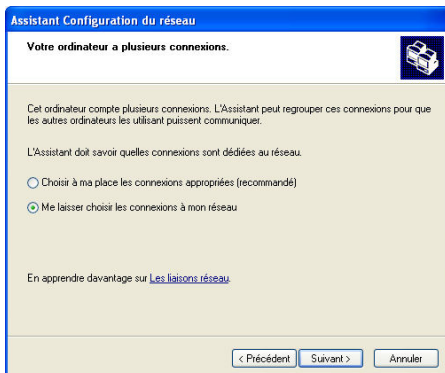 Assistant Configuration du réseau
Votre ordinateur a plusieurs connexions.
Cet ordinateur compte plusieurs connexions. L'Assistant peut regrouper ces connexions pour que
les autres ordinateurs les utilisant puissent communiquer.
L'Assistant doit savoir quelles connexions sont dédiées au réseau.
Choisir à ma place les connexions appropriées (recommandé)
Me laisser choisir les connexions à mon réseau
En apprendre davantage sur Les liaisons réseau.
< Précédent Suivant > Annuler